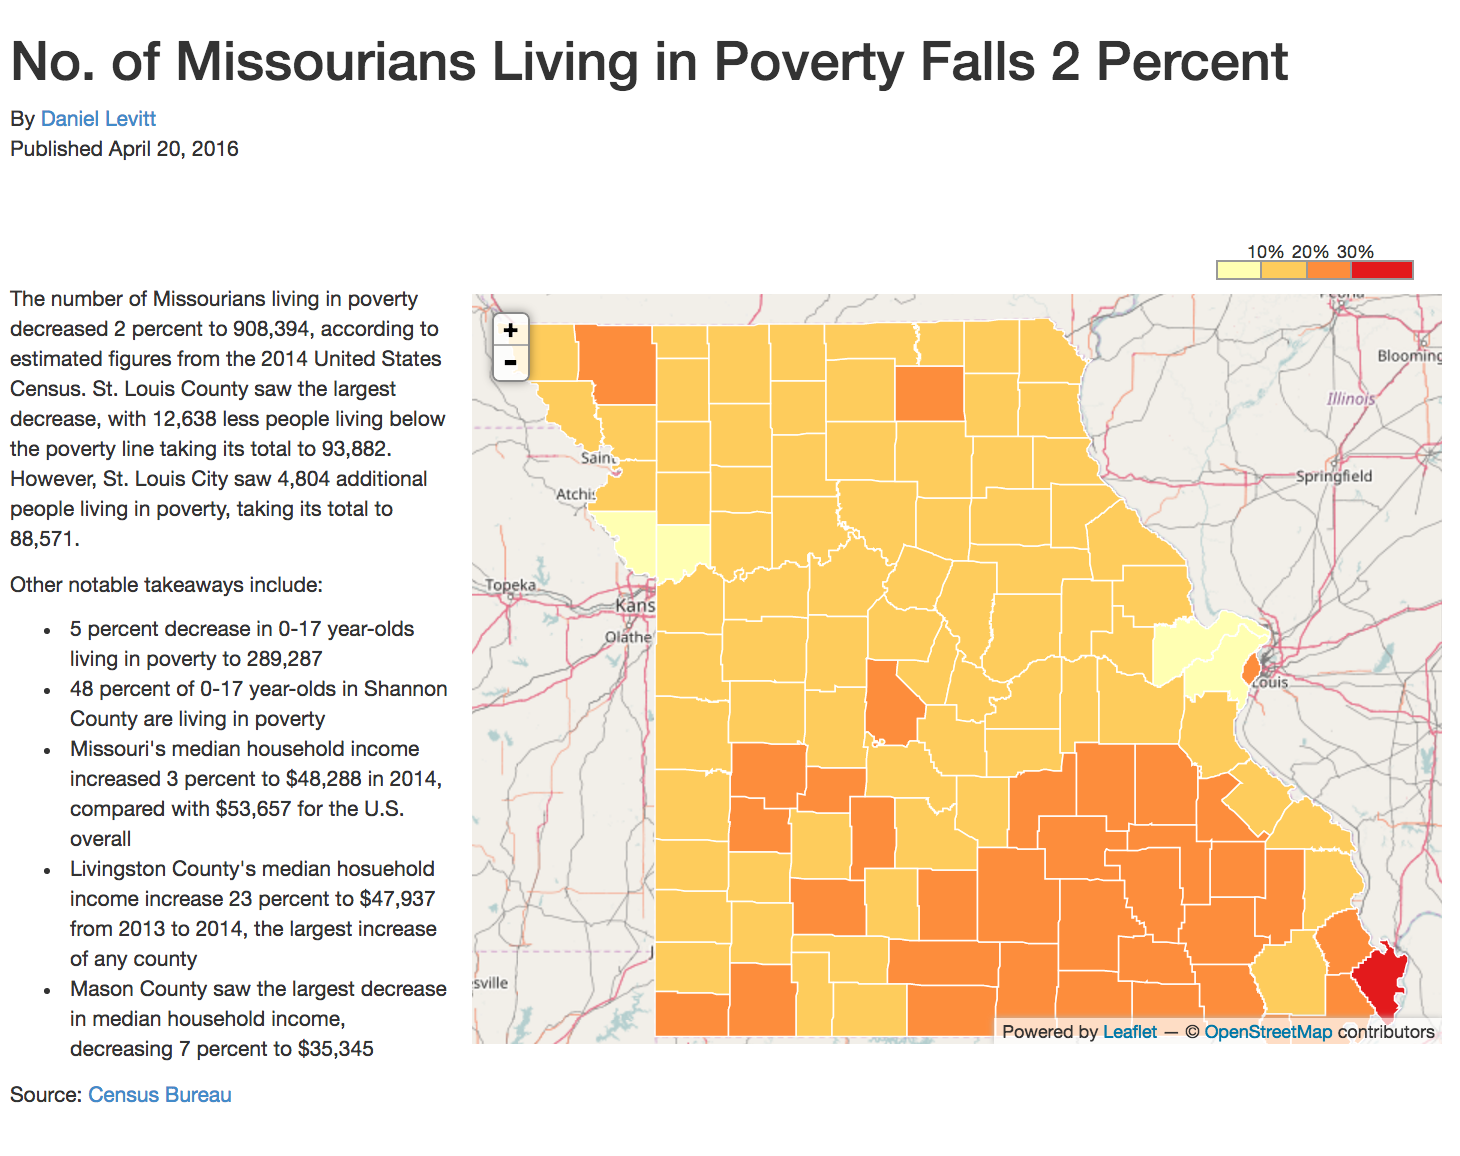 No. of Missourians Living in Poverty Falls 2 Percent
By Daniel Levitt
Published April 20, 2016
10% 20% 30%
The number of Missourians living in poverty
decreased 2 percent to 908,394, according to
estimated figures from the 2014 United States
Census. St. Louis County saw the largest
decrease, with 12,638 less people living below
the poverty line taking its total to 93,882.
However, St. Louis City saw 4,804 additional
people living in poverty, taking its total to
88,571.
Other notable takeaways include:
• 5 percent decrease in 0-17 year-olds
living in poverty to 289,287
• 48 percent of 0-17 year-olds in Shannon
County are living in poverty
• Missouri's median household income
increased 3 percent to $48,288 in 2014,
compared with $53,657 for the U.S.
overall
• Livingston County's median hosuehold
income increase 23 percent to $47,937
from 2013 to 2014, the largest increase
of any county
• Mason County saw the largest decrease
in median household income,
decreasing 7 percent to $35,345
Source: Census Bureau
+
-
Peoria
Blooming
Illinois
Springfield
Saint
Atchis
Topeka
Kans
Olathe
Louis
J
sville
Powered by Leaflet — © OpenStreetMap contributors